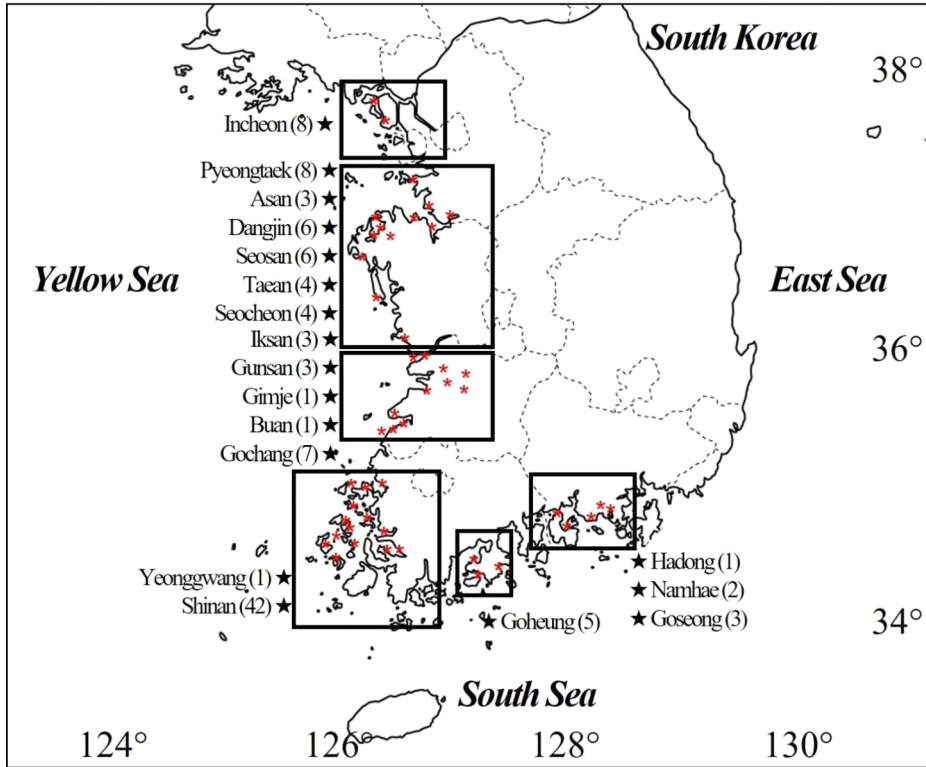 South Korea
38°
Incheon (8) ★
Pyeongtaek (8) ★
Asan (3) ★
Dangjin (6) ★
Seosan (6) ★
Yellow Sea
East Sea
Taean (4) ★
Seocheon (4) ★
Iksan (3) ★
36°
Gunsan (3) ★
Gimje (1) ★
Buan (1) ★
Gochang (7) ★
Yeonggwang (1) ★
Shinan (42) ★
★ Hadong (1)
★ Namhae (2)
★ Goseong (3)
★ Goheung (5)
34°
South Sea
124°
126°
128°
130°